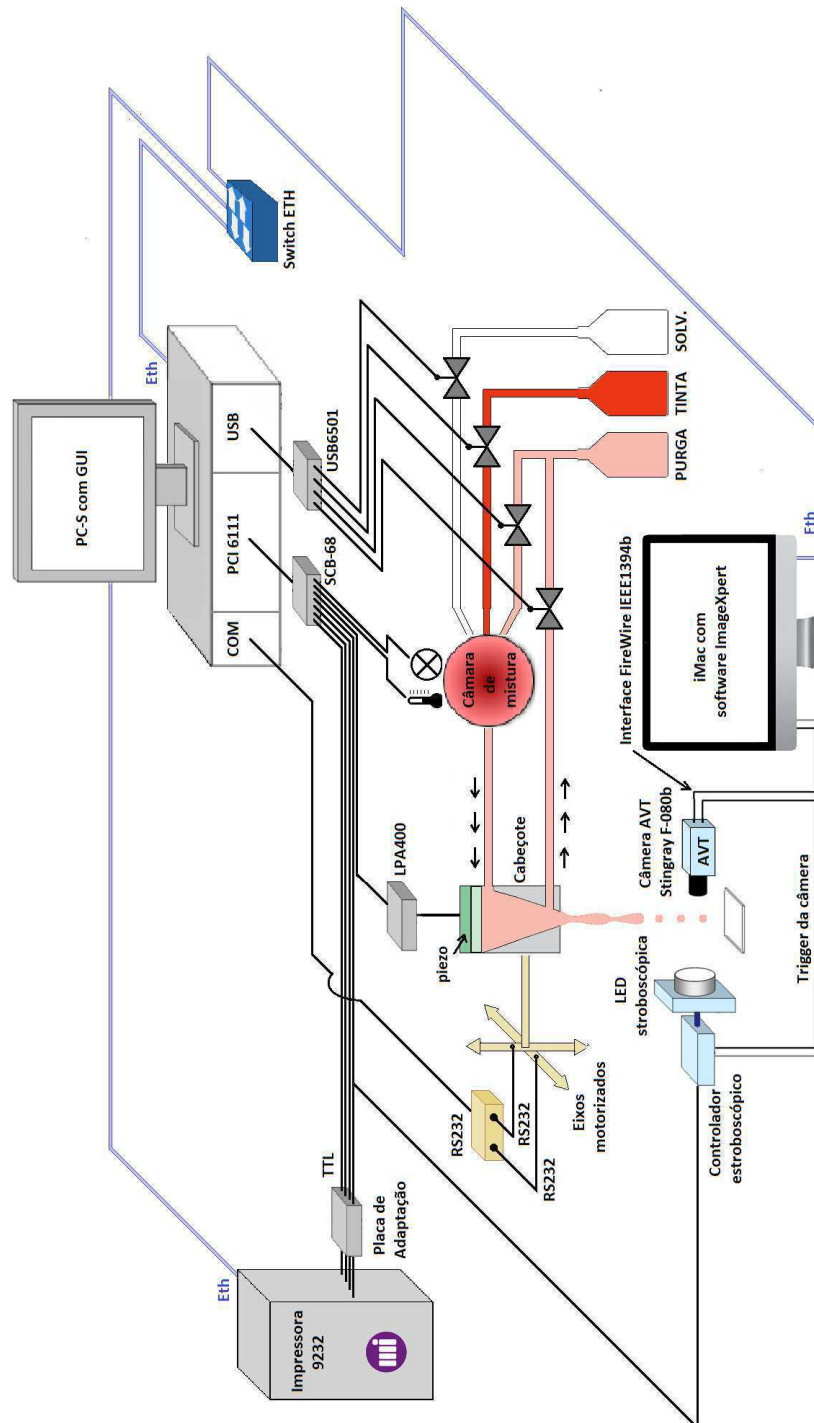 Impressora
9232
Eth
TTL
Placa de
Adaptação
PC-S com GUI
Eth
COM
PCI 6111
USB
Switch ETH
SCB-68
USB6501
LPA400
piezo
Cabeçote
Câmara
de
mistura
SOLV.
TINTA
PURGA
RS232
RS232
RS232
Eixos
motorizados
LED
stroboscópica
Controlador
estroboscópico
Câmera AVT
Stingray F-080b
AVT
Interface FireWire IEEE1394b
iMac com
software ImageXpert
Eth
Trigger da câmera